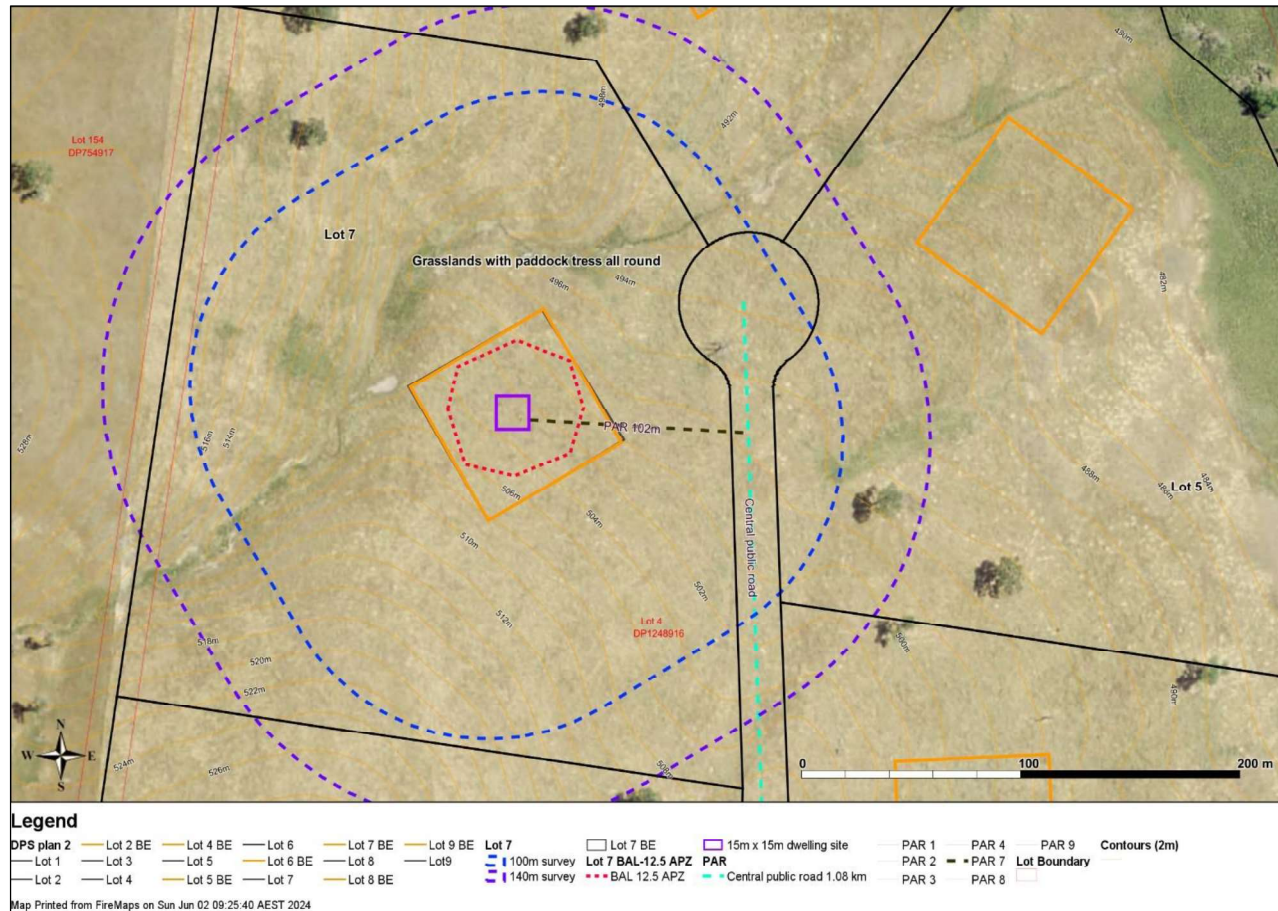 490m
498m
492m
Lot 154
DP754917
Lot 7
Grasslands with paddock tress all round
496m
494m
482m
516m
514m
528m
PAR 102m
506m
504m
510m
488m
484m
488m
Lot 5
Central public road
502m
512m
Lot 4
DP1248916
518m
520m
522m
500m
490m
N
W E
S
524m
526m
508m
0 100 200 m
Legend
DPS plan 2 Lot 2 BE Lot 4 BE Lot 6 Lot 7 BE Lot 9 BE Lot 7 Lot 7 BE 15m x 15m dwelling site PAR 1 PAR 4 PAR 9 Contours (2m)
Lot 1 Lot 3 Lot 5 Lot 6 BE Lot 8 Lot9 100m survey Lot 7 BAL-12.5 APZ PAR PAR 2 PAR 7 Lot Boundary
Lot 2 Lot 4 Lot 5 BE Lot 7 Lot 8 BE 140m survey BAL 12.5 APZ Central public road 1.08 km PAR 3 PAR 8
Map Printed from FireMaps on Sun Jun 02 09:25:40 AEST 2024